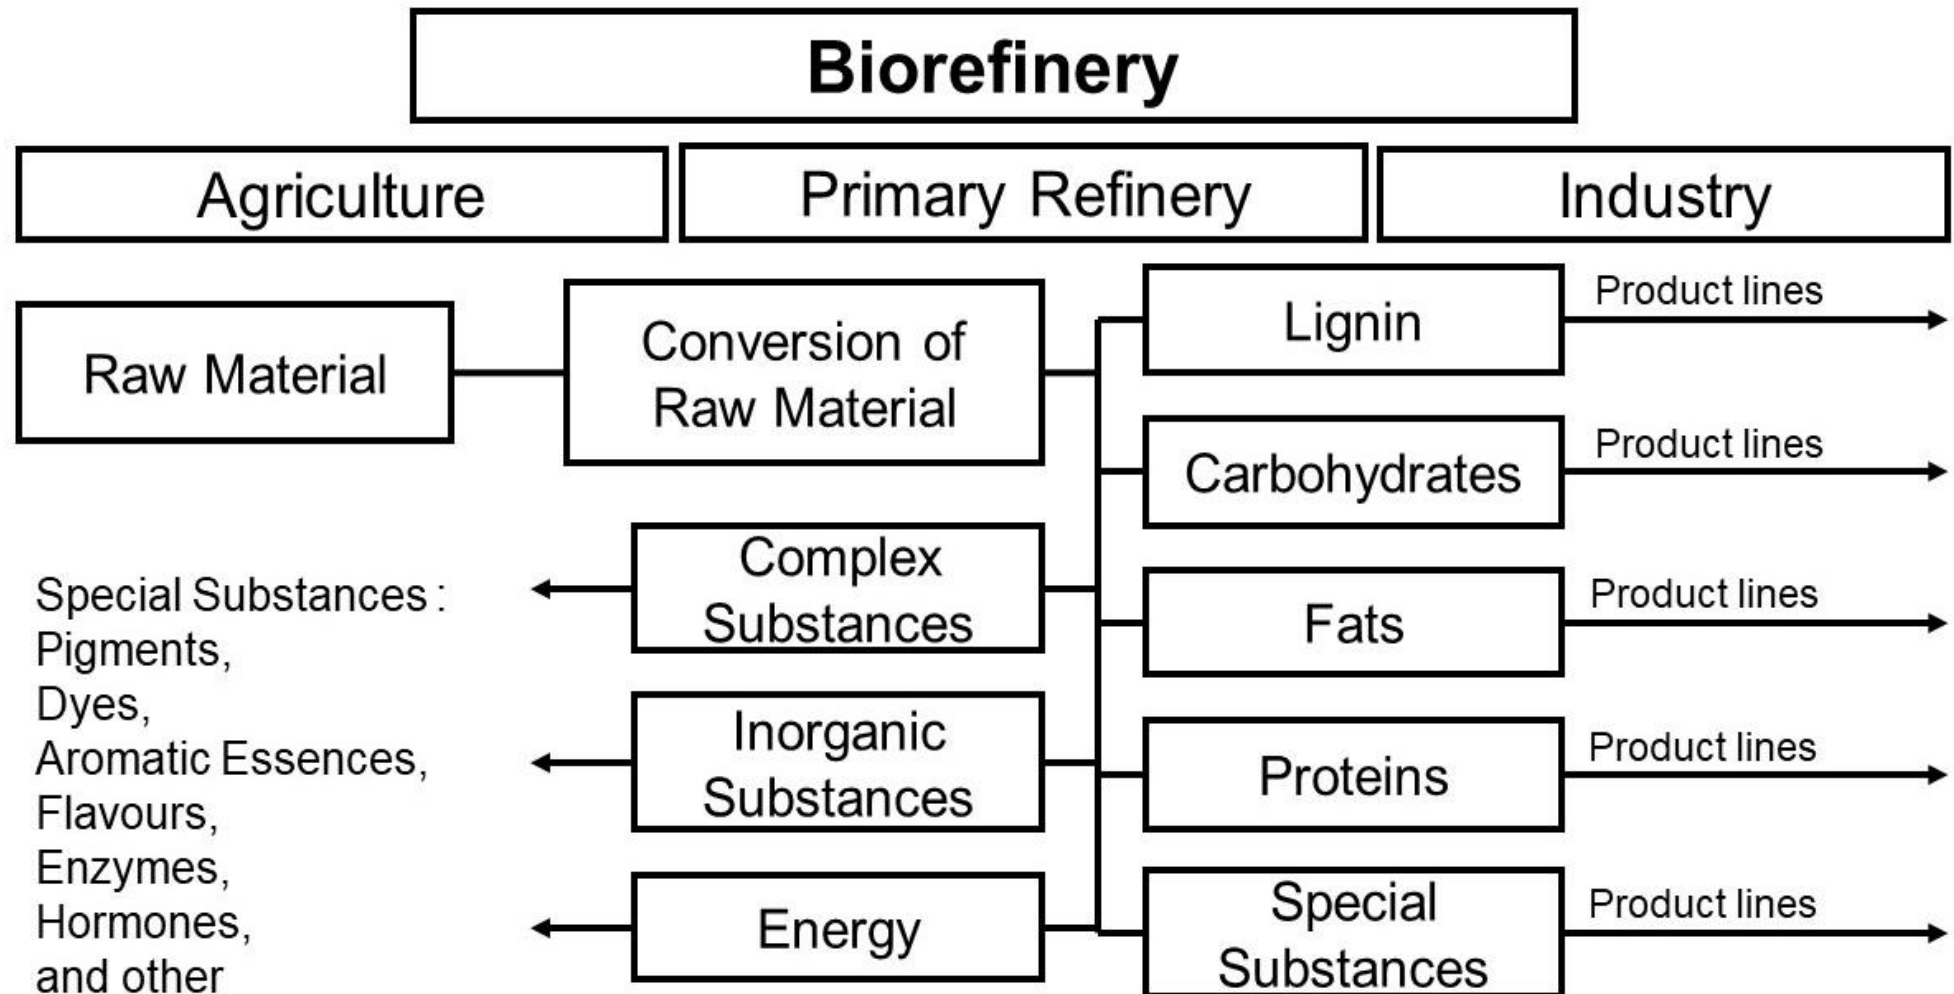 Biorefinery
Agriculture
Primary Refinery
Industry
Raw Material
Conversion of
Raw Material
Lignin
Product lines
Carbohydrates
Product lines
Complex
Substances
Fats
Product lines
Inorganic
Substances
Proteins
Product lines
Energy
Special
Substances
Product lines
Special Substances :
Pigments,
Dyes,
Aromatic Essences,
Flavours,
Enzymes,
Hormones,
and other